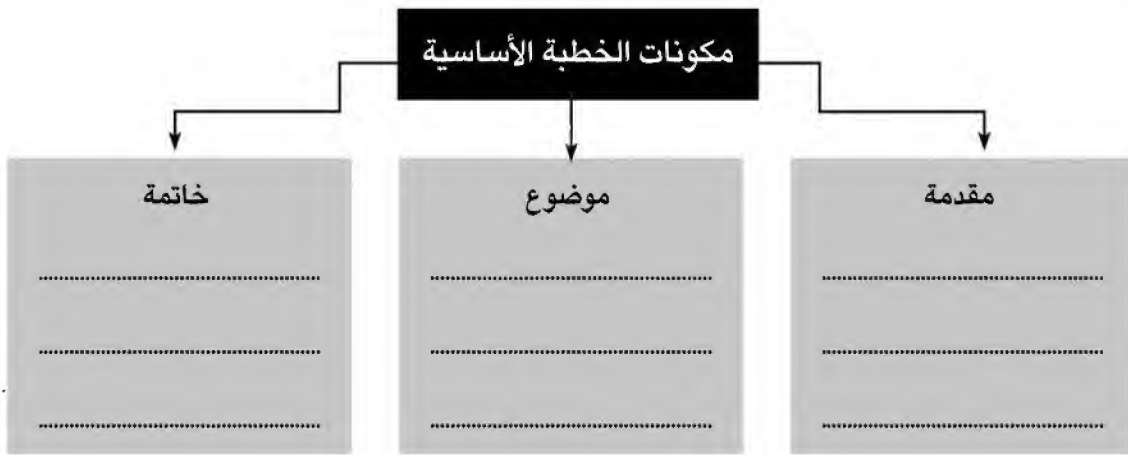 مكونات الخطبة الأساسية
مقدمة
موضوع
خاتمة